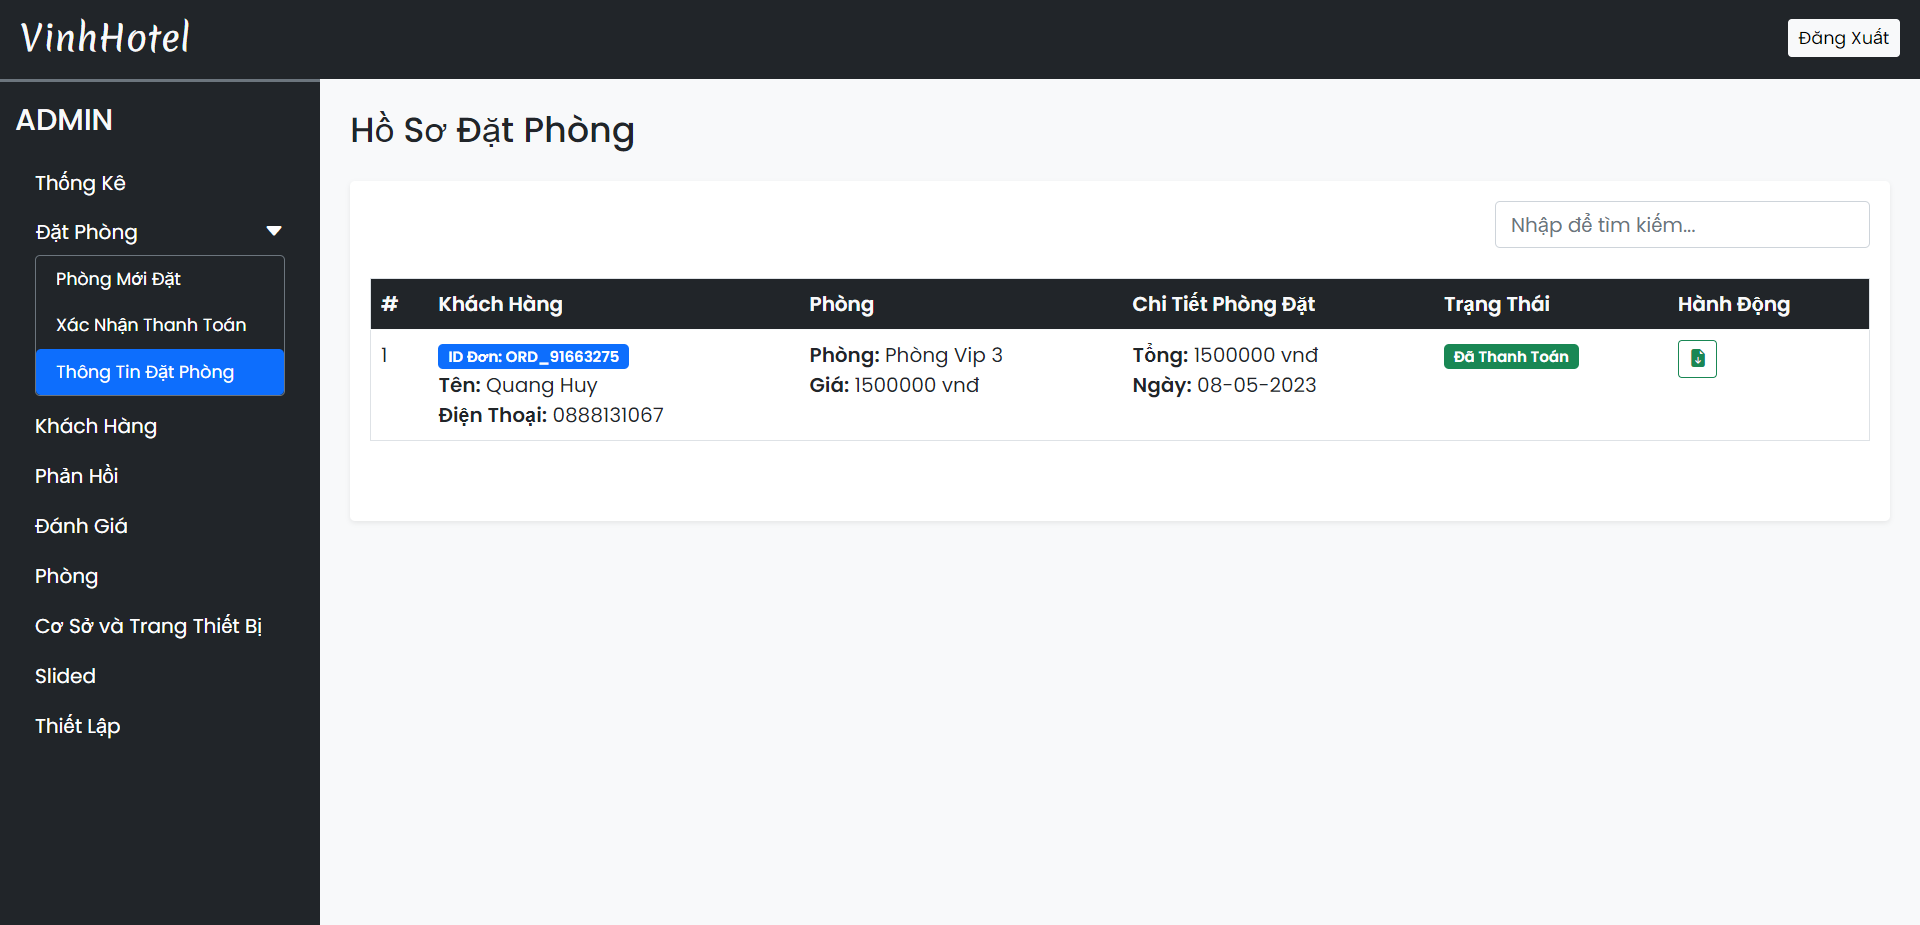 VinhHotel
Đăng Xuất
ADMIN
Thống Kê
Đặt Phòng
Phòng Mới Đặt
Xác Nhận Thanh Toán
Thông Tin Đặt Phòng
Khách Hàng
Phản Hồi
Đánh Giá
Phòng
Cơ Sở và Trang Thiết Bị
Slided
Thiết Lập
Hồ Sơ Đặt Phòng
Nhập để tìm kiếm...
# Khách Hàng Phòng Chi Tiết Phòng Đặt Trạng Thái Hành Động
1 ID Đơn: ORD_91663275 Phòng: Phòng Vip 3 Tổng: 1500000 vnđ Đã Thanh Toán
Tên: Quang Huy Giá: 1500000 vnđ Ngày: 08-05-2023
Điện Thoại: 0888131067